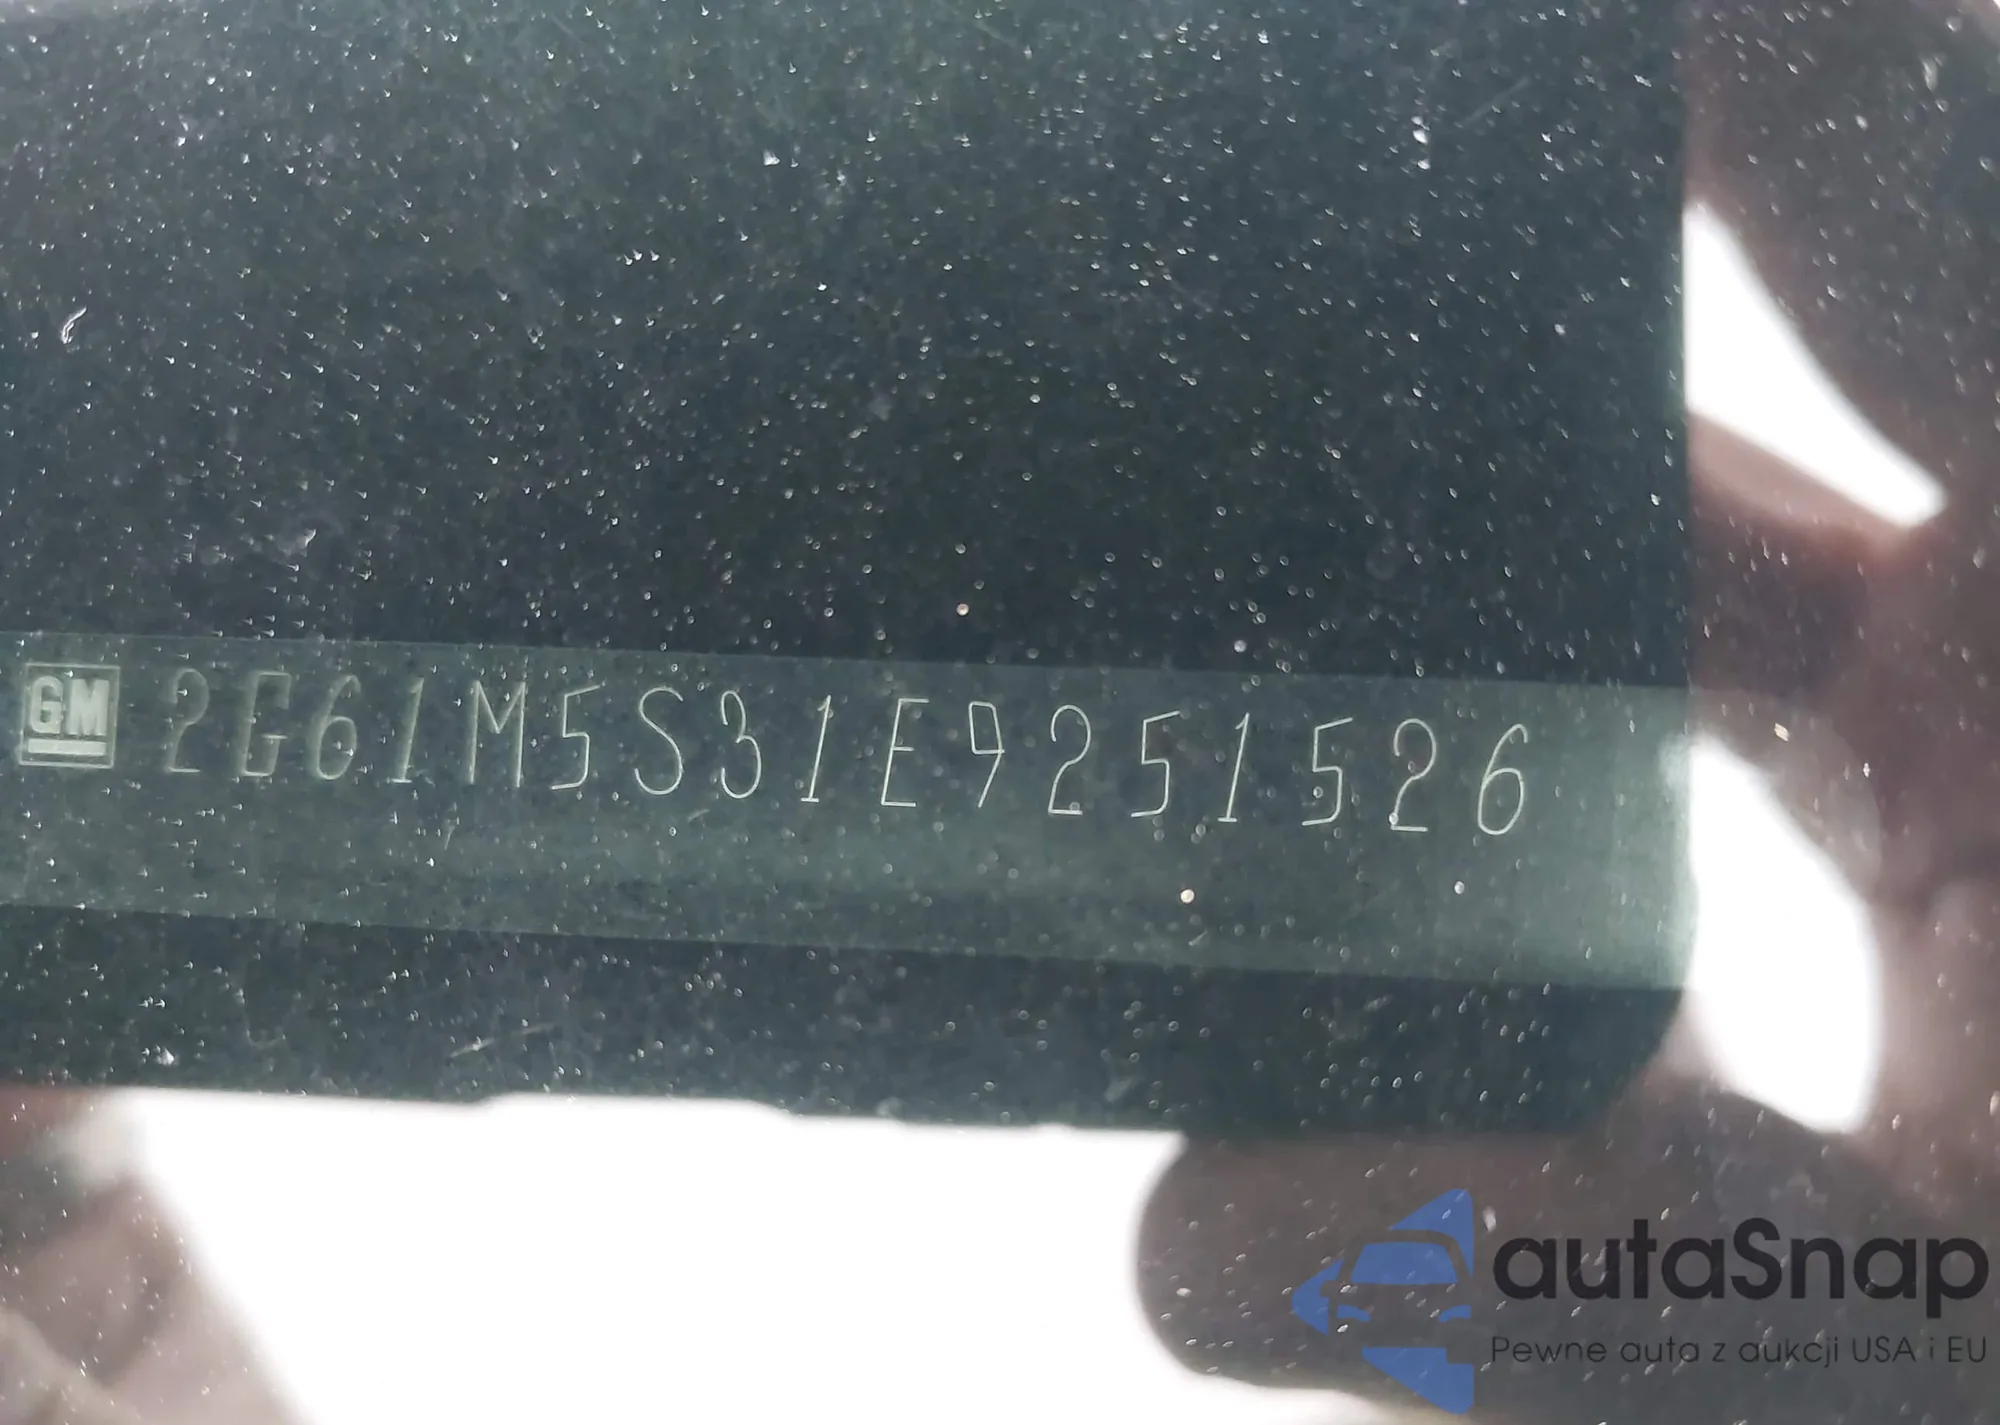 GM 2G61M5S31E9251526
autaSnap
Pewne auta z aukcji USA i EU